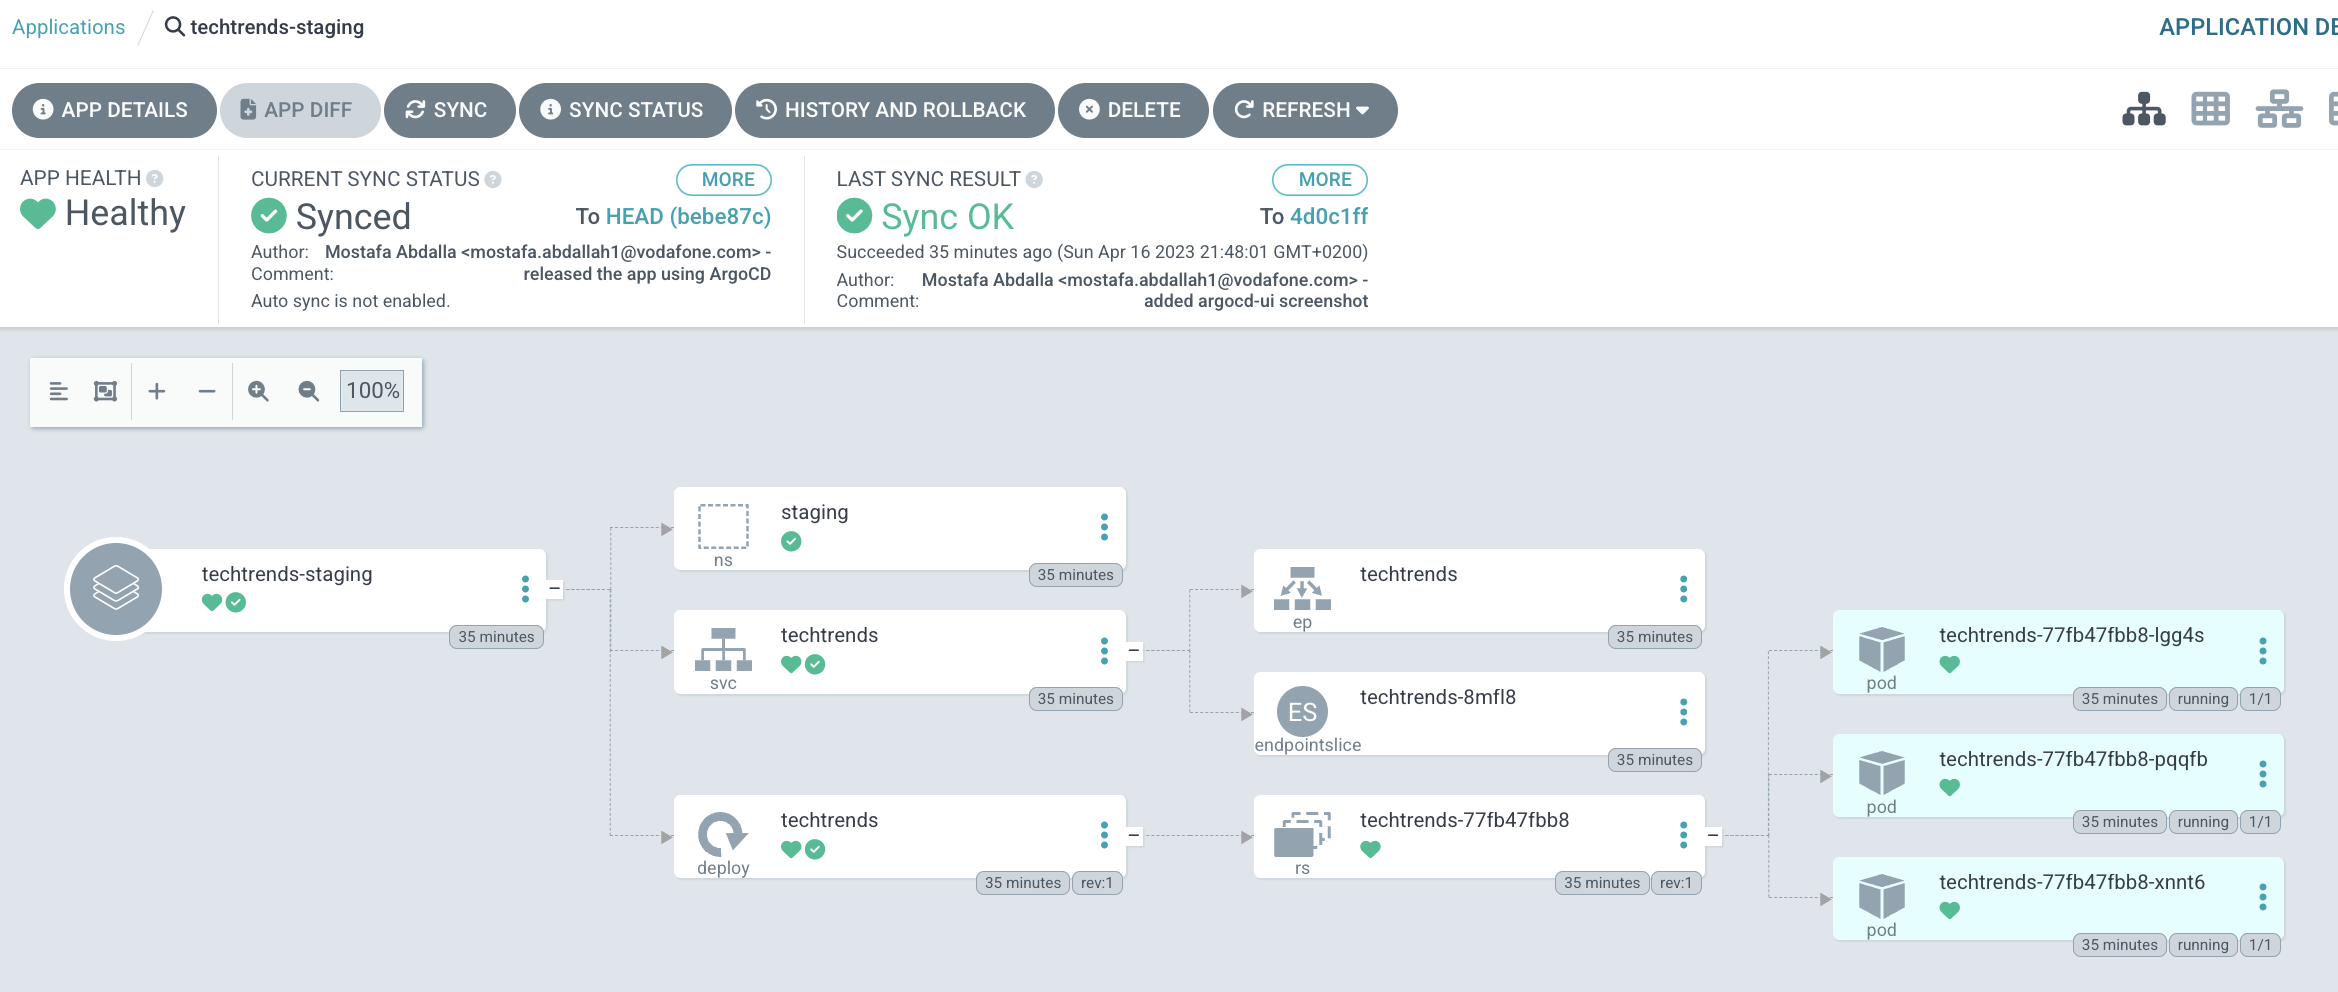 Applications
techtrends-staging
APPLICATION DE
APP DETAILS
APP DIFF
SYNC
SYNC STATUS
HISTORY AND ROLLBACK
DELETE
REFRESH
APP HEALTH
Healthy
CURRENT SYNC STATUS
MORE
Synced
To HEAD (bebe87c)
Author: Mostafa Abdalla <mostafa.abdallah1@vodafone.com> -
Comment: released the app using ArgoCD
Auto sync is not enabled.
LAST SYNC RESULT
MORE
Sync OK
To 4d0c1ff
Succeeded 35 minutes ago (Sun Apr 16 2023 21:48:01 GMT+0200)
Author: Mostafa Abdalla <mostafa.abdallah1@vodafone.com> -
Comment: added argocd-ui screenshot
100%
techtrends-staging
35 minutes
staging
ns
35 minutes
techtrends
svc
35 minutes
techtrends
deploy
35 minutes rev:1
techtrends
ep
35 minutes
techtrends-8mfl8
ES
endpointslice
35 minutes
techtrends-77fb47fbb8
rs
35 minutes rev:1
techtrends-77fb47fbb8-lgg4s
pod
35 minutes running 1/1
techtrends-77fb47fbb8-pqqfb
pod
35 minutes running 1/1
techtrends-77fb47fbb8-xnnt6
pod
35 minutes running 1/1